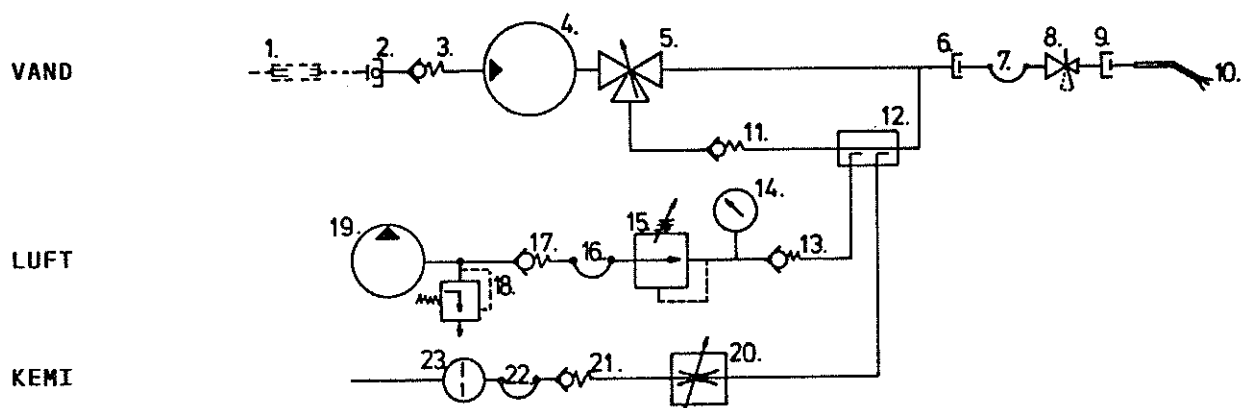 VAND 1. 2. 3. 4. 5. 6. 7. 8. 9. 10.
11. 12.
LUFT 19. 18. 17. 16. 15. 14. 13.
KEMI 23 22. 21. 20.